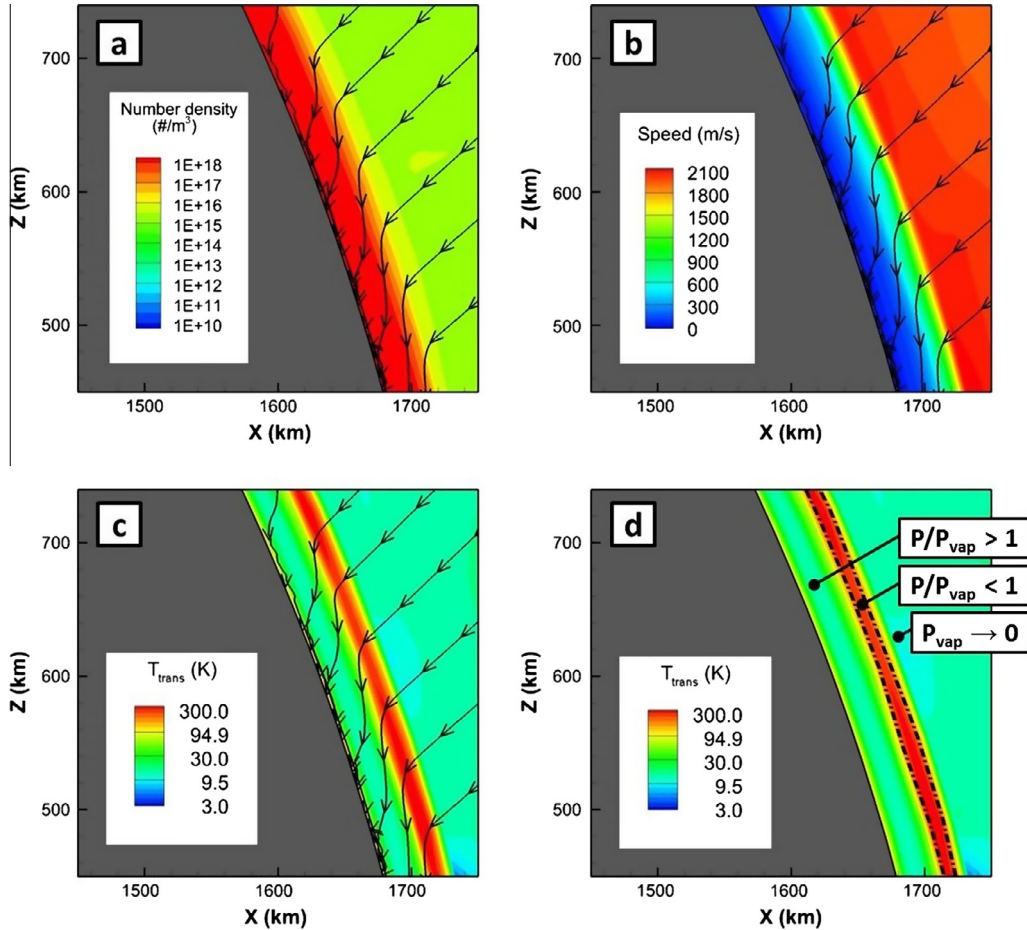 a
Number density
(#/m³)
1E+18
1E+17
1E+16
1E+15
1E+14
1E+13
1E+12
1E+11
1E+10
700
600
500
Z (km)
1500 1600 1700
X (km)
b
Speed (m/s)
2100
1800
1500
1200
900
600
300
0
700
600
500
Z (km)
1500 1600 1700
X (km)
c
T_trans (K)
300.0
94.9
30.0
9.5
3.0
700
600
500
Z (km)
1500 1600 1700
X (km)
d
P/P_vap > 1
P/P_vap < 1
P_vap → 0
T_trans (K)
300.0
94.9
30.0
9.5
3.0
700
600
500
Z (km)
1500 1600 1700
X (km)